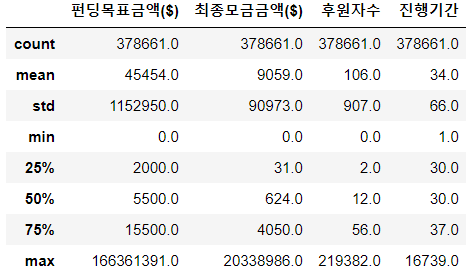 펀딩목표금액($) 최종모금금액($) 후원자수 진행기간
count 378661.0 378661.0 378661.0 378661.0
mean 45454.0 9059.0 106.0 34.0
std 1152950.0 90973.0 907.0 66.0
min 0.0 0.0 0.0 1.0
25% 2000.0 31.0 2.0 30.0
50% 5500.0 624.0 12.0 30.0
75% 15500.0 4050.0 56.0 37.0
max 166361391.0 20338986.0 219382.0 16739.0